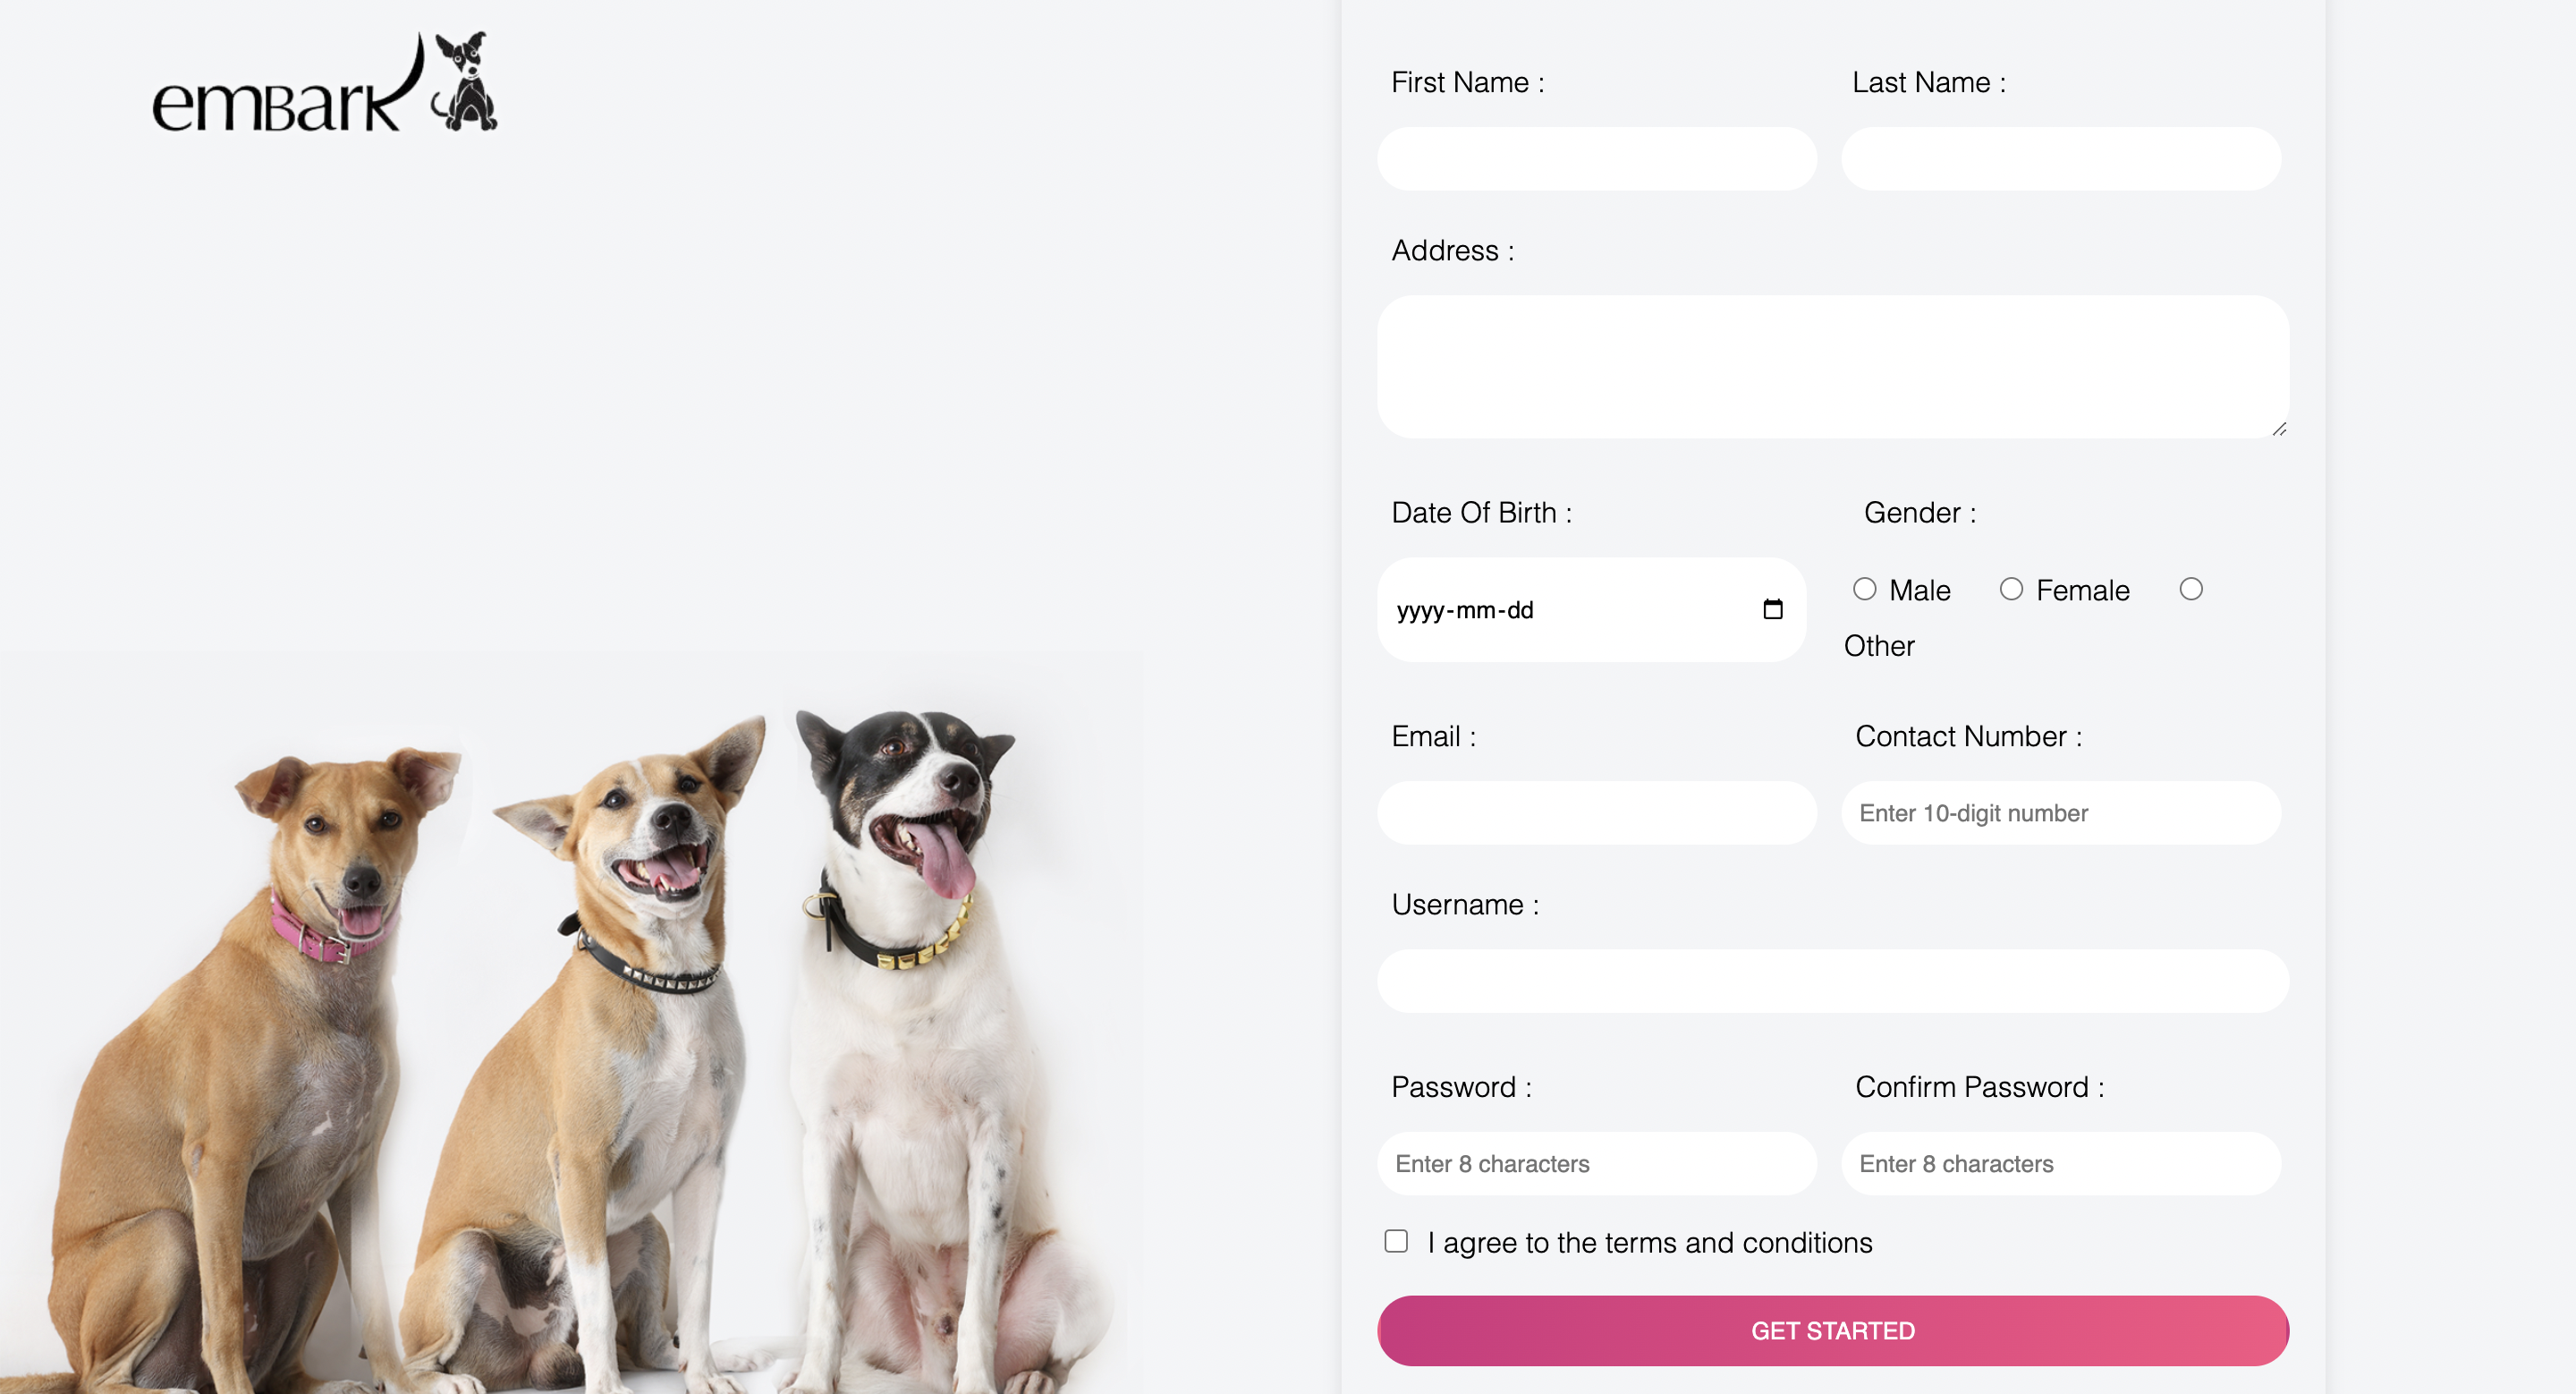 emBark
First Name :
Last Name :
Address :
Date Of Birth :
Gender :
yyyy-mm-dd
Male
Female
Other
Email :
Contact Number :
Enter 10-digit number
Username :
Password :
Confirm Password :
Enter 8 characters
Enter 8 characters
I agree to the terms and conditions
GET STARTED